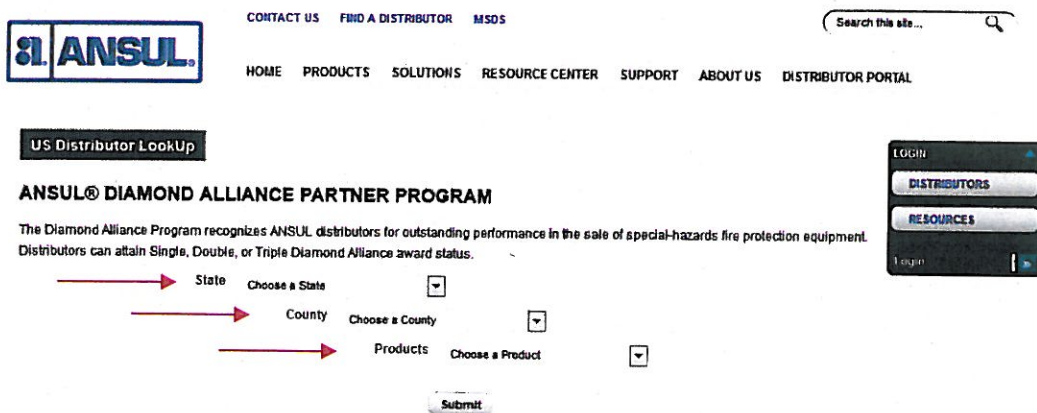 CONTACT US FIND A DISTRIBUTOR MSDS
Search this site...
ANSUL®
HOME PRODUCTS SOLUTIONS RESOURCE CENTER SUPPORT ABOUT US DISTRIBUTOR PORTAL
US Distributor LookUp
LOGIN
DISTRIBUTORS
RESOURCES
Login
ANSUL® DIAMOND ALLIANCE PARTNER PROGRAM
The Diamond Alliance Program recognizes ANSUL distributors for outstanding performance in the sale of special-hazards fire protection equipment.
Distributors can attain Single, Double, or Triple Diamond Alliance award status.
State Choose a State
County Choose a County
Products Choose a Product
Submit